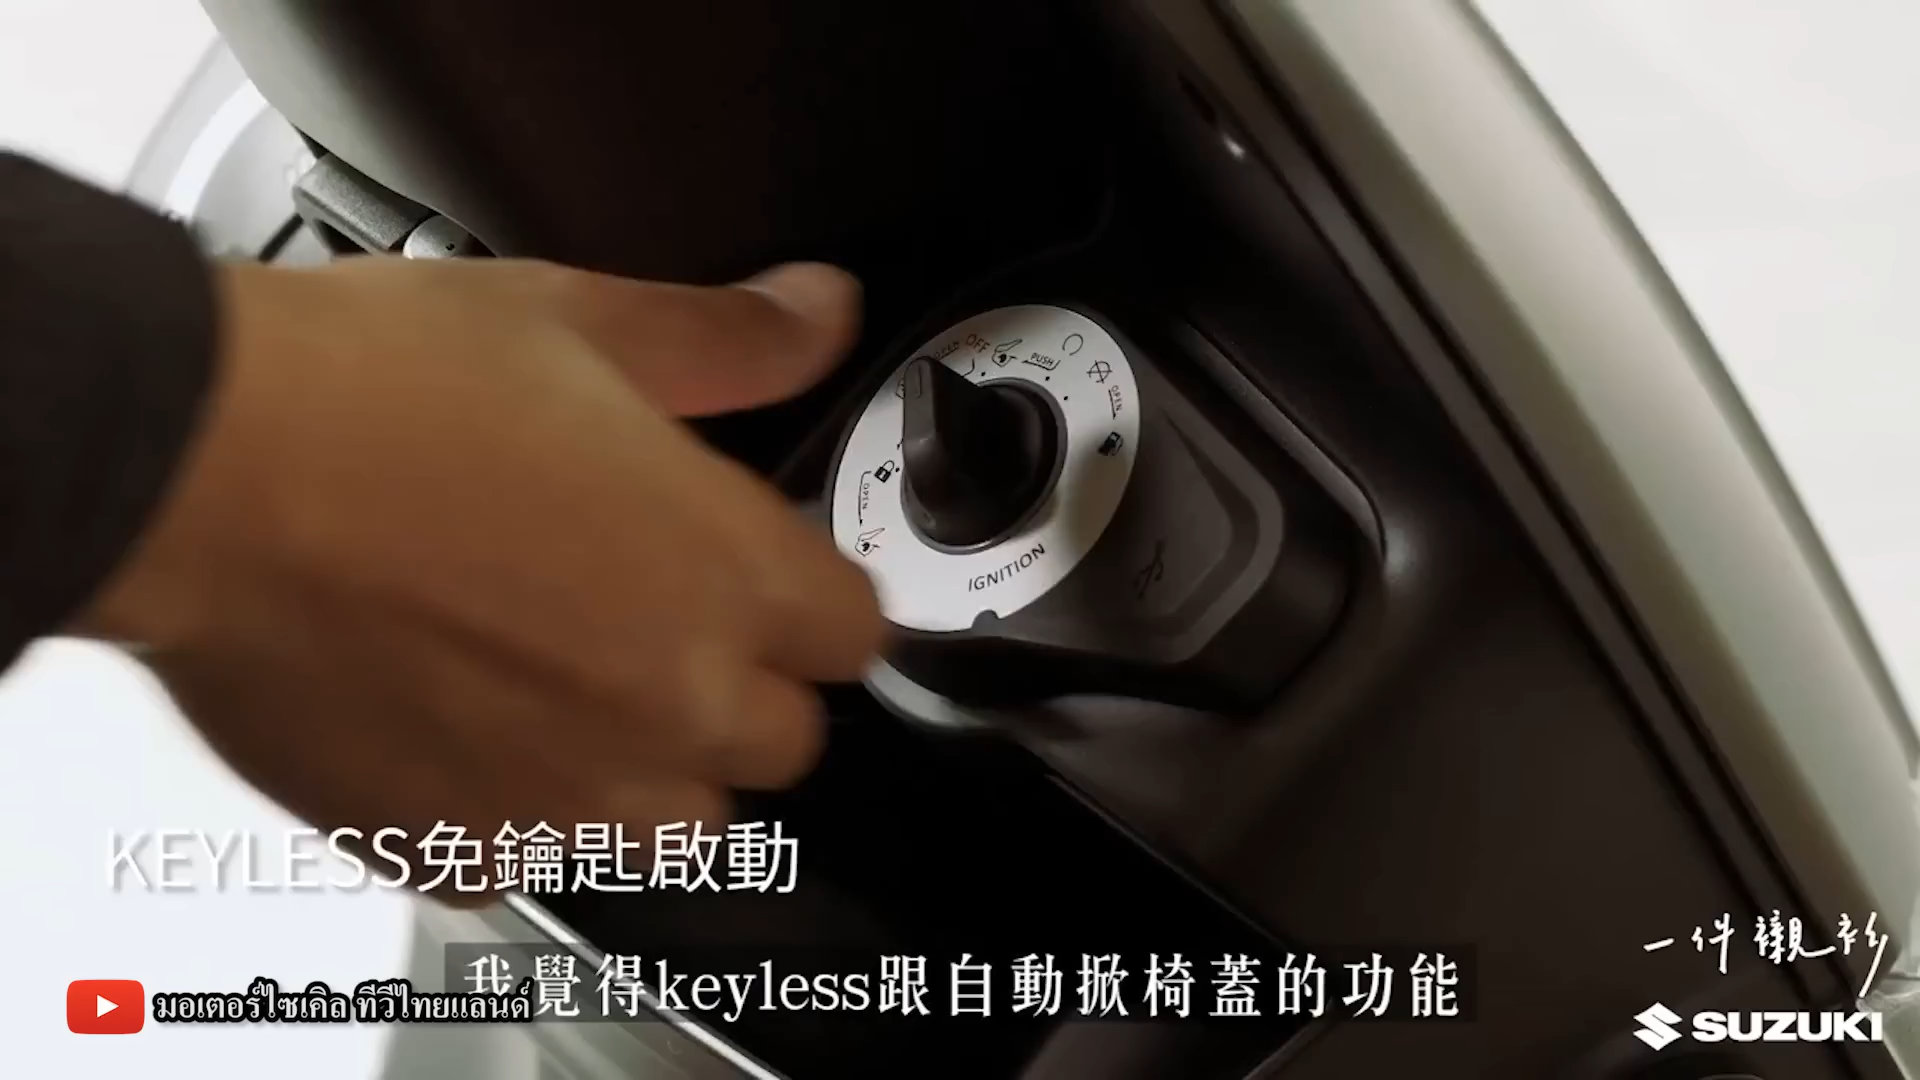 OPEN
OFF
PUSH
OPEN
OPEN
IGNITION
KEYLESS免鑰匙啟動
一件襯衫
我覺得keyless跟自動掀椅蓋的功能
มอเตอร์ไซเคิล ทีวีไทยแลนด์
SUZUKI